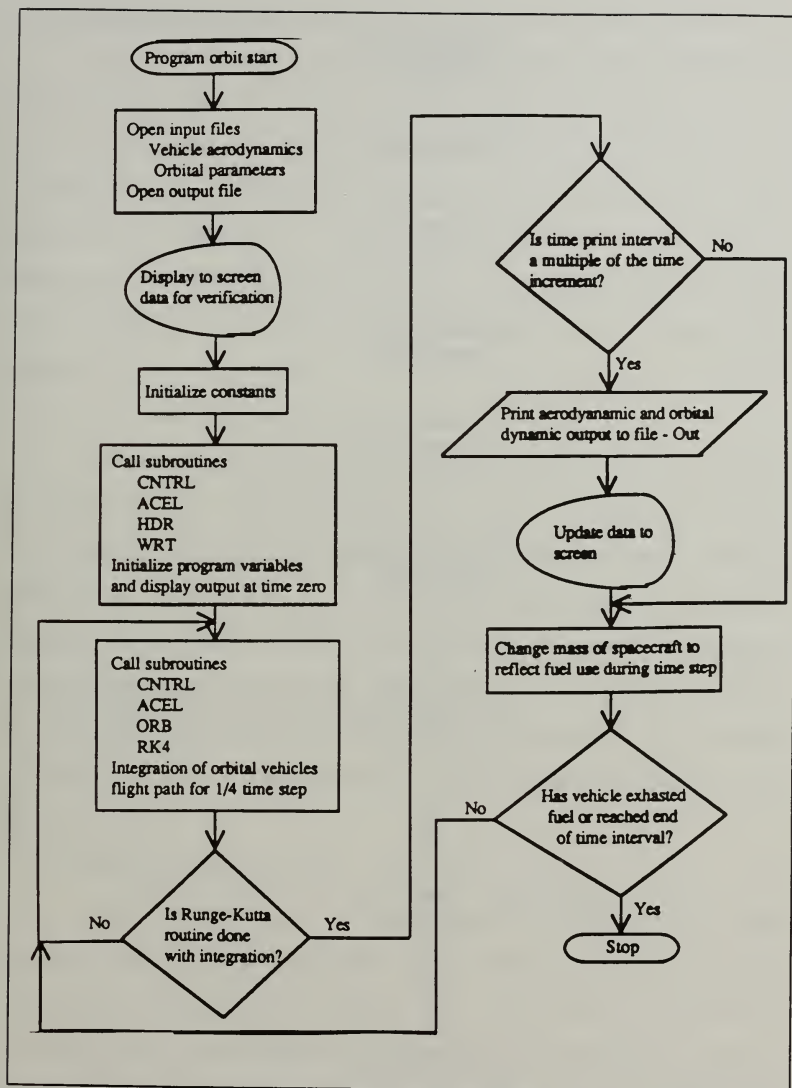 Program orbit start
Open input files
Vehicle aerodynamics
Orbital parameters
Open output file
Display to screen
data for verification
Initialize constants
Call subroutines
CNTRL
ACEL
HDR
WRT
Initialize program variables
and display output at time zero
Call subroutines
CNTRL
ACEL
ORB
RK4
Integration of orbital vehicles
flight path for 1/4 time step
Is Runge-Kutta
routine done
with integration?
No
Yes
Is time print interval
a multiple of the time
increment?
No
Yes
Print aerodyanamic and orbital
dynamic output to file - Out
Update data to
screen
Change mass of spacecraft to
reflect fuel use during time step
Has vehicle exhasted
fuel or reached end
of time interval?
No
Yes
Stop